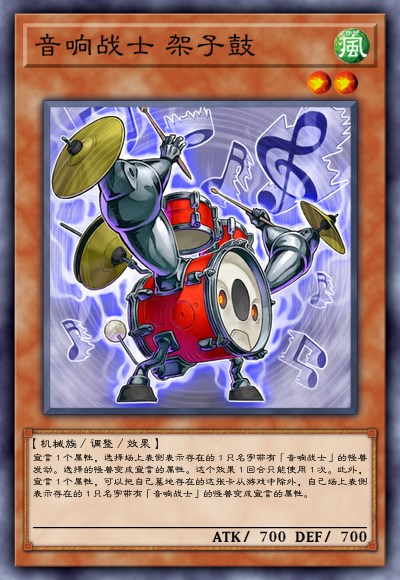 音响战士 架子鼓
風
【机械族／调整／效果】
宣言１个属性，选择场上表侧表示存在的１只名字带有「音响战士」的怪兽
发动。选择的怪兽变成宣言的属性。这个效果１回合只能使用１次。此外，
宣言１个属性，可以把自己墓地存在的这张卡从游戏中除外，自己场上表侧
表示存在的１只名字带有「音响战士」的怪兽变成宣言的属性。
ATK/ 700 DEF/ 700